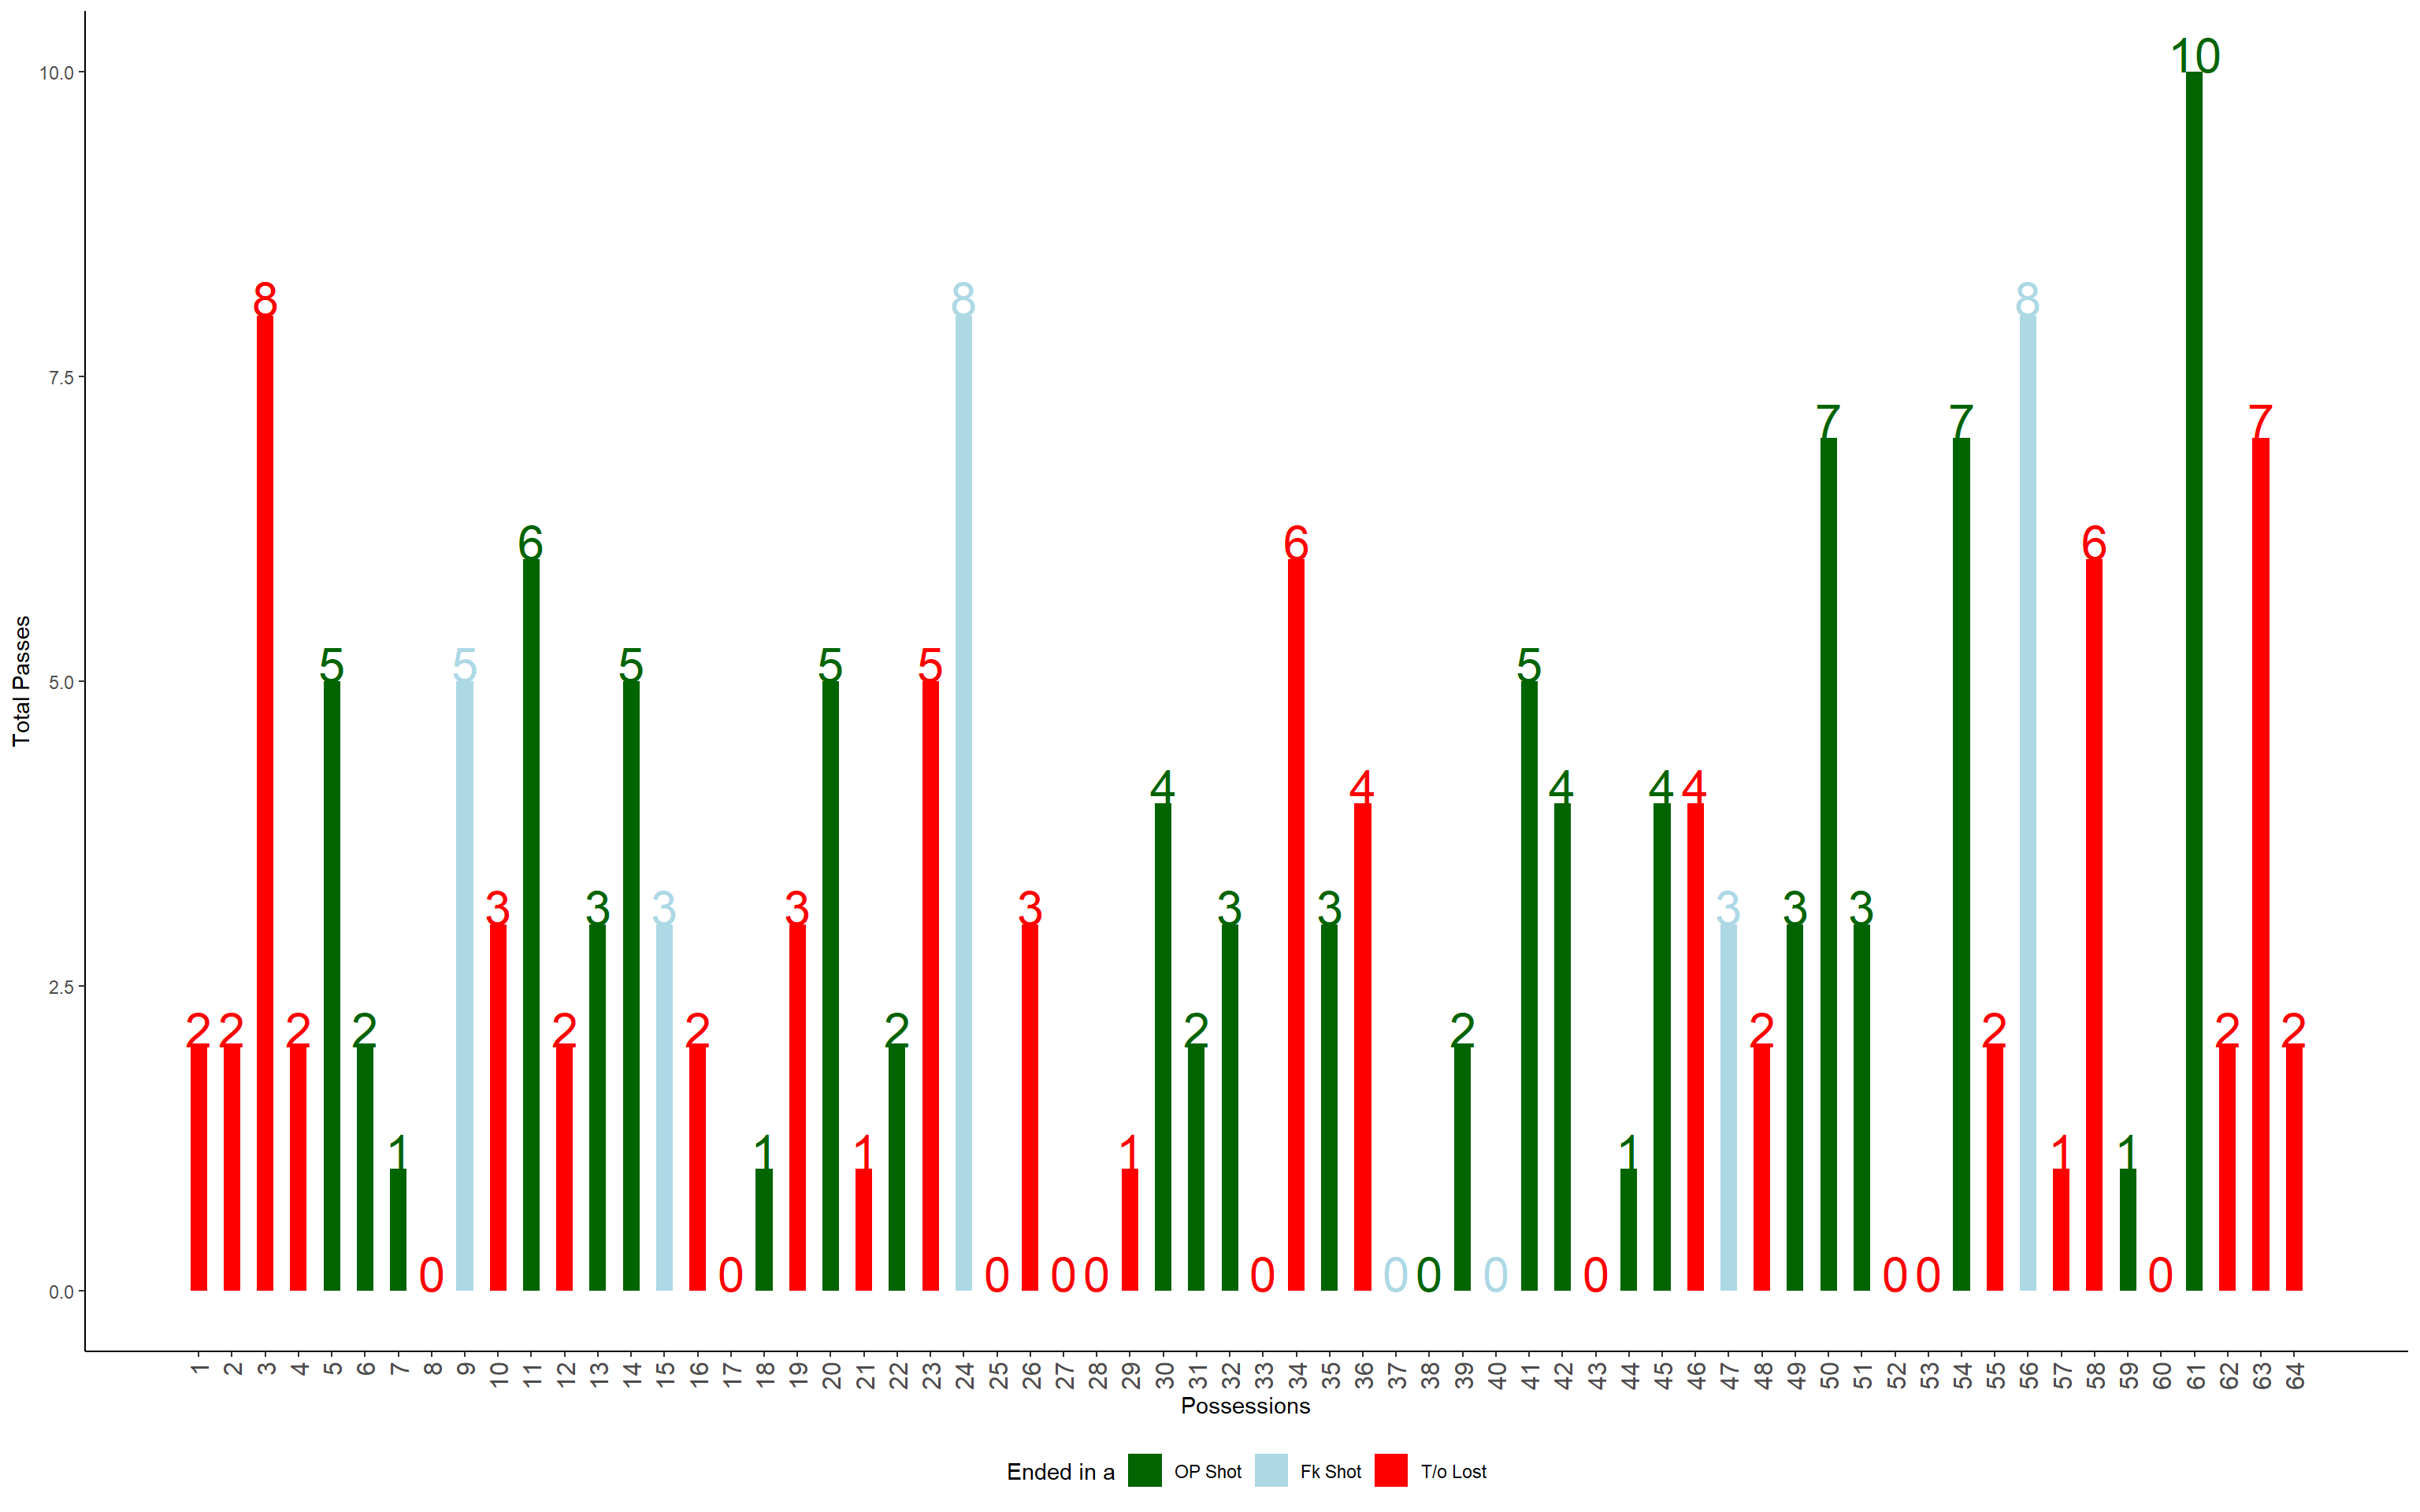 10.0
7.5
5.0
2.5
0.0
Total Passes
2 2 8 2 5 2 1 0 5 3 6 2 3 5 3 2 0 1 3 5 1 2 5 8 0 3 0 0 1 4 2 3 0 6 3 4 0 0 2 0 5 4 0 1 4 4 3 2 3 7 3 0 0 7 2 8 1 6 1 0 10 2 7 2
1 2 3 4 5 6 7 8 9 10 11 12 13 14 15 16 17 18 19 20 21 22 23 24 25 26 27 28 29 30 31 32 33 34 35 36 37 38 39 40 41 42 43 44 45 46 47 48 49 50 51 52 53 54 55 56 57 58 59 60 61 62 63 64
Possessions
Ended in a OP Shot Fk Shot T/o Lost